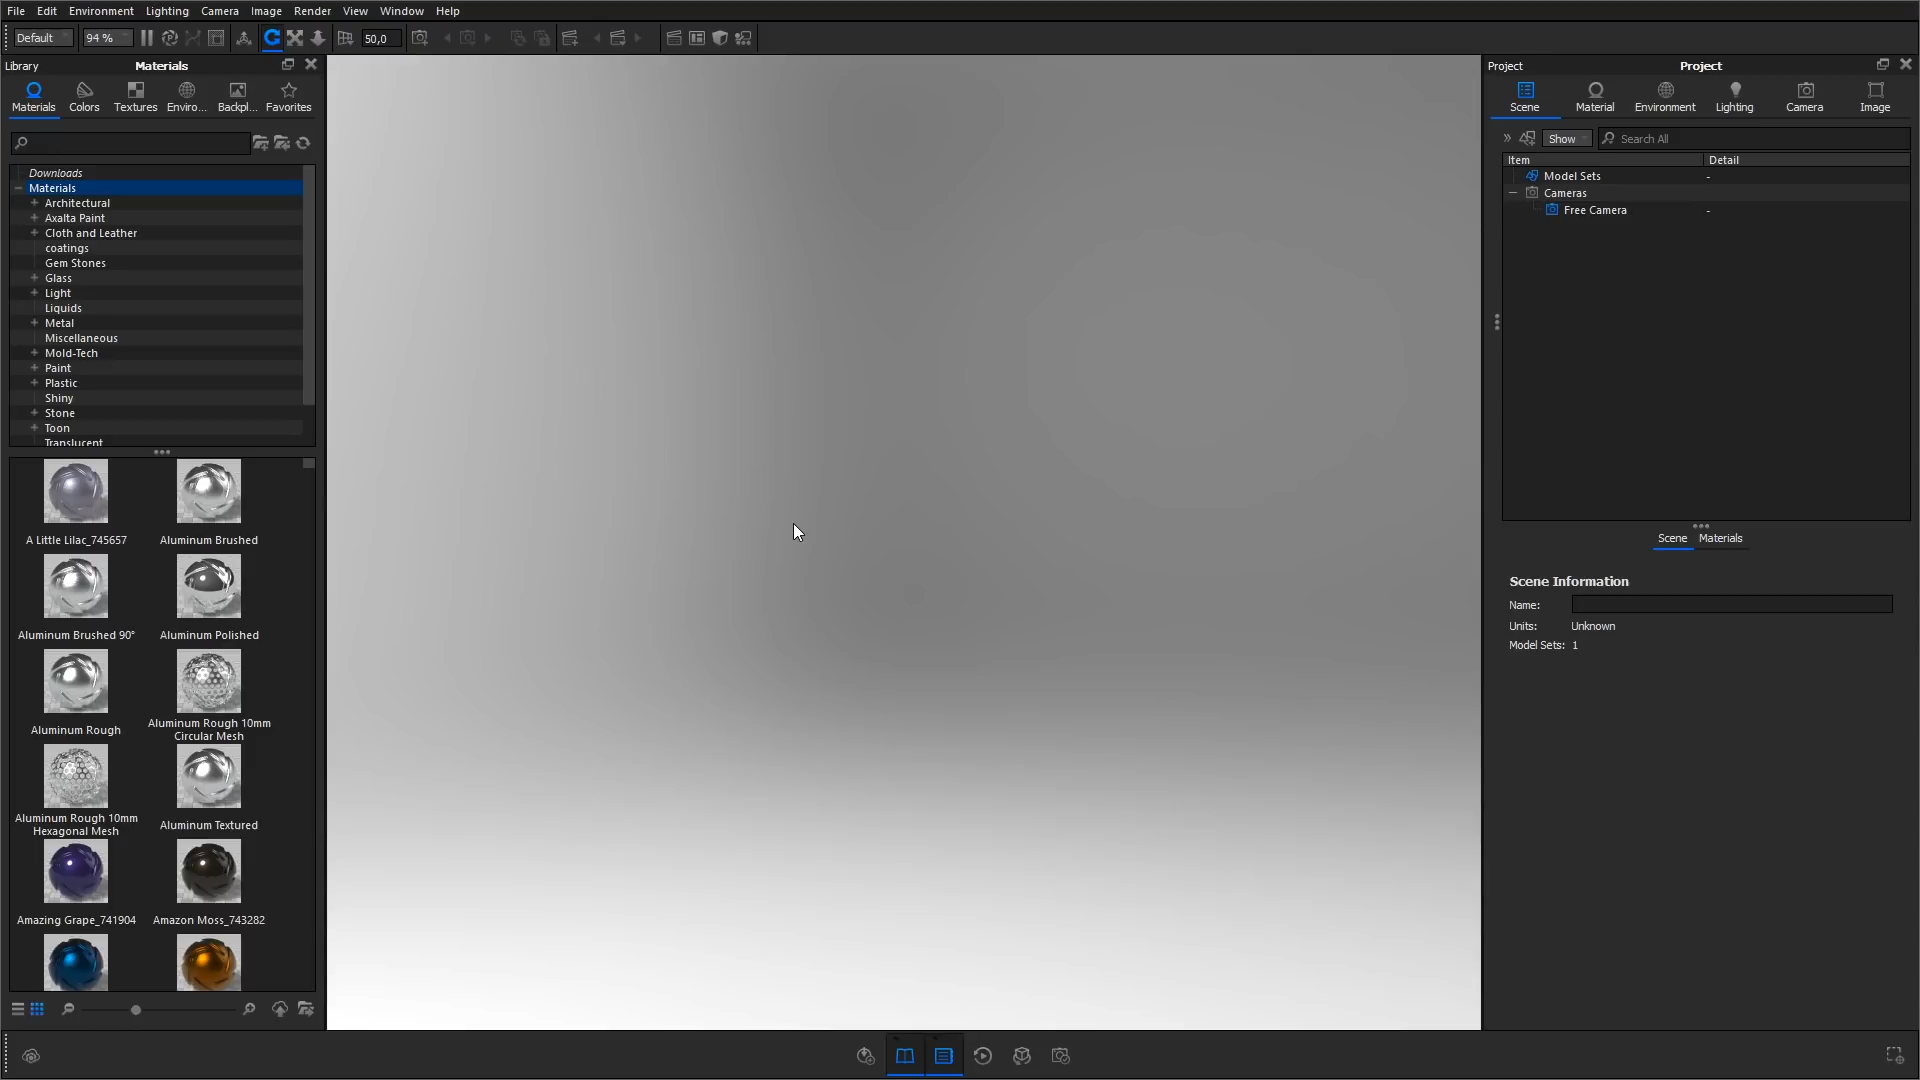 File Edit Environment Lighting Camera Image Render View Window Help
Default 94 % 50,0
Library Materials
Materials Colors Textures Enviro... Backpl... Favorites
Downloads
Materials
Architectural
Axalta Paint
Cloth and Leather
coatings
Gem Stones
Glass
Light
Liquids
Metal
Miscellaneous
Mold-Tech
Paint
Plastic
Shiny
Stone
Toon
Translucent
A Little Lilac_745657 Aluminum Brushed
Aluminum Brushed 90° Aluminum Polished
Aluminum Rough Aluminum Rough 10mm
Circular Mesh
Aluminum Rough 10mm
Hexagonal Mesh Aluminum Textured
Amazing Grape_741904 Amazon Moss_743282
Project Project
Scene Material Environment Lighting Camera Image
Show Search All
Item Detail
Model Sets -
Cameras
Free Camera -
Scene Materials
Scene Information
Name:
Units: Unknown
Model Sets: 1